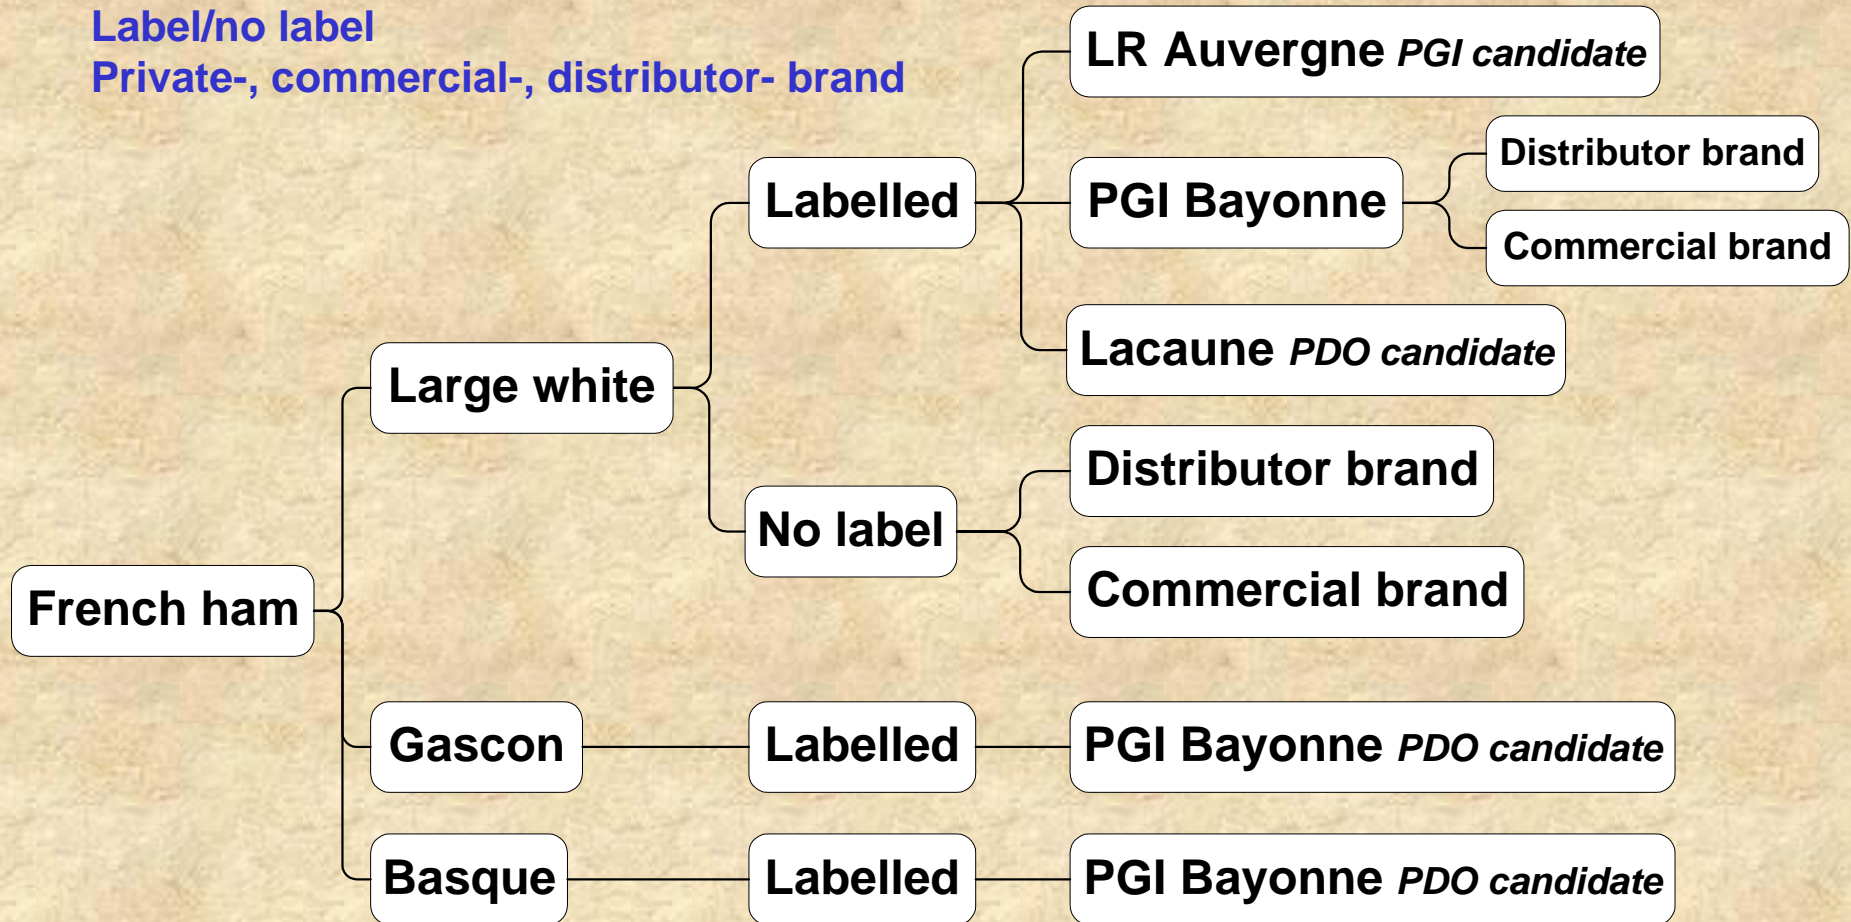 Label/no label
Private-, commercial-, distributor- brand
LR Auvergne PGI candidate
Distributor brand
Labelled
PGI Bayonne
Commercial brand
Lacaune PDO candidate
Large white
Distributor brand
No label
Commercial brand
French ham
Gascon
Labelled
PGI Bayonne PDO candidate
Basque
Labelled
PGI Bayonne PDO candidate